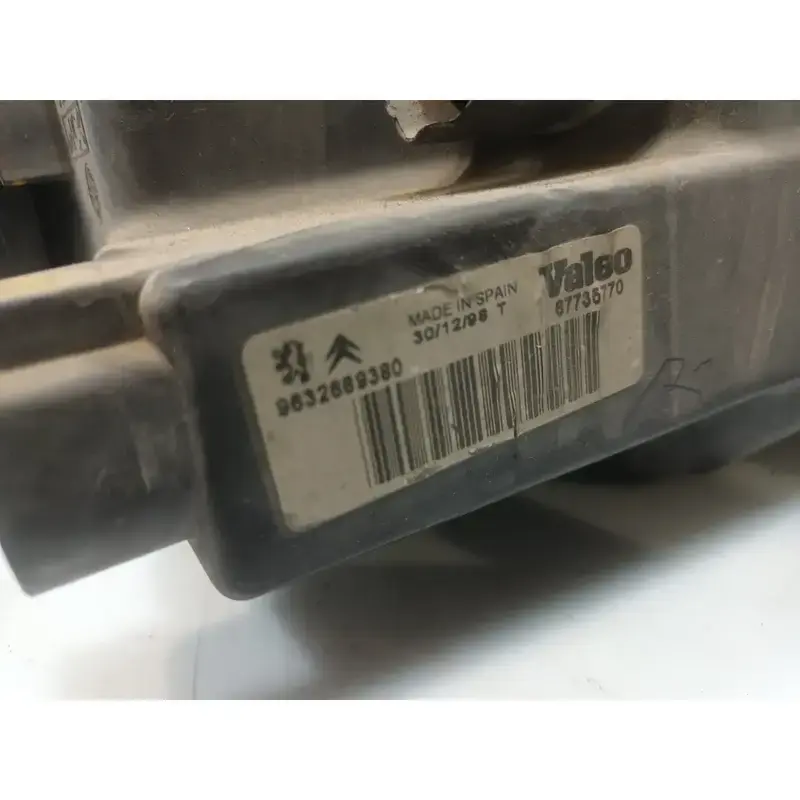 MADE IN SPAIN
30/12/98 T
Valeo
67735770
9632669380